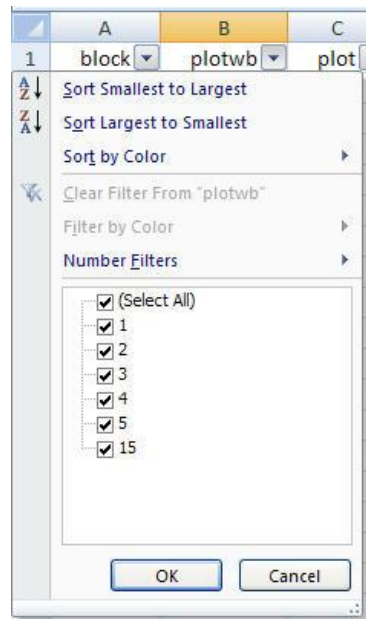 A B C
1 block plotwb plot
Sort Smallest to Largest
Sort Largest to Smallest
Sort by Color
Clear Filter From "plotwb"
Filter by Color
Number Filters
(Select All)
1
2
3
4
5
15
OK Cancel